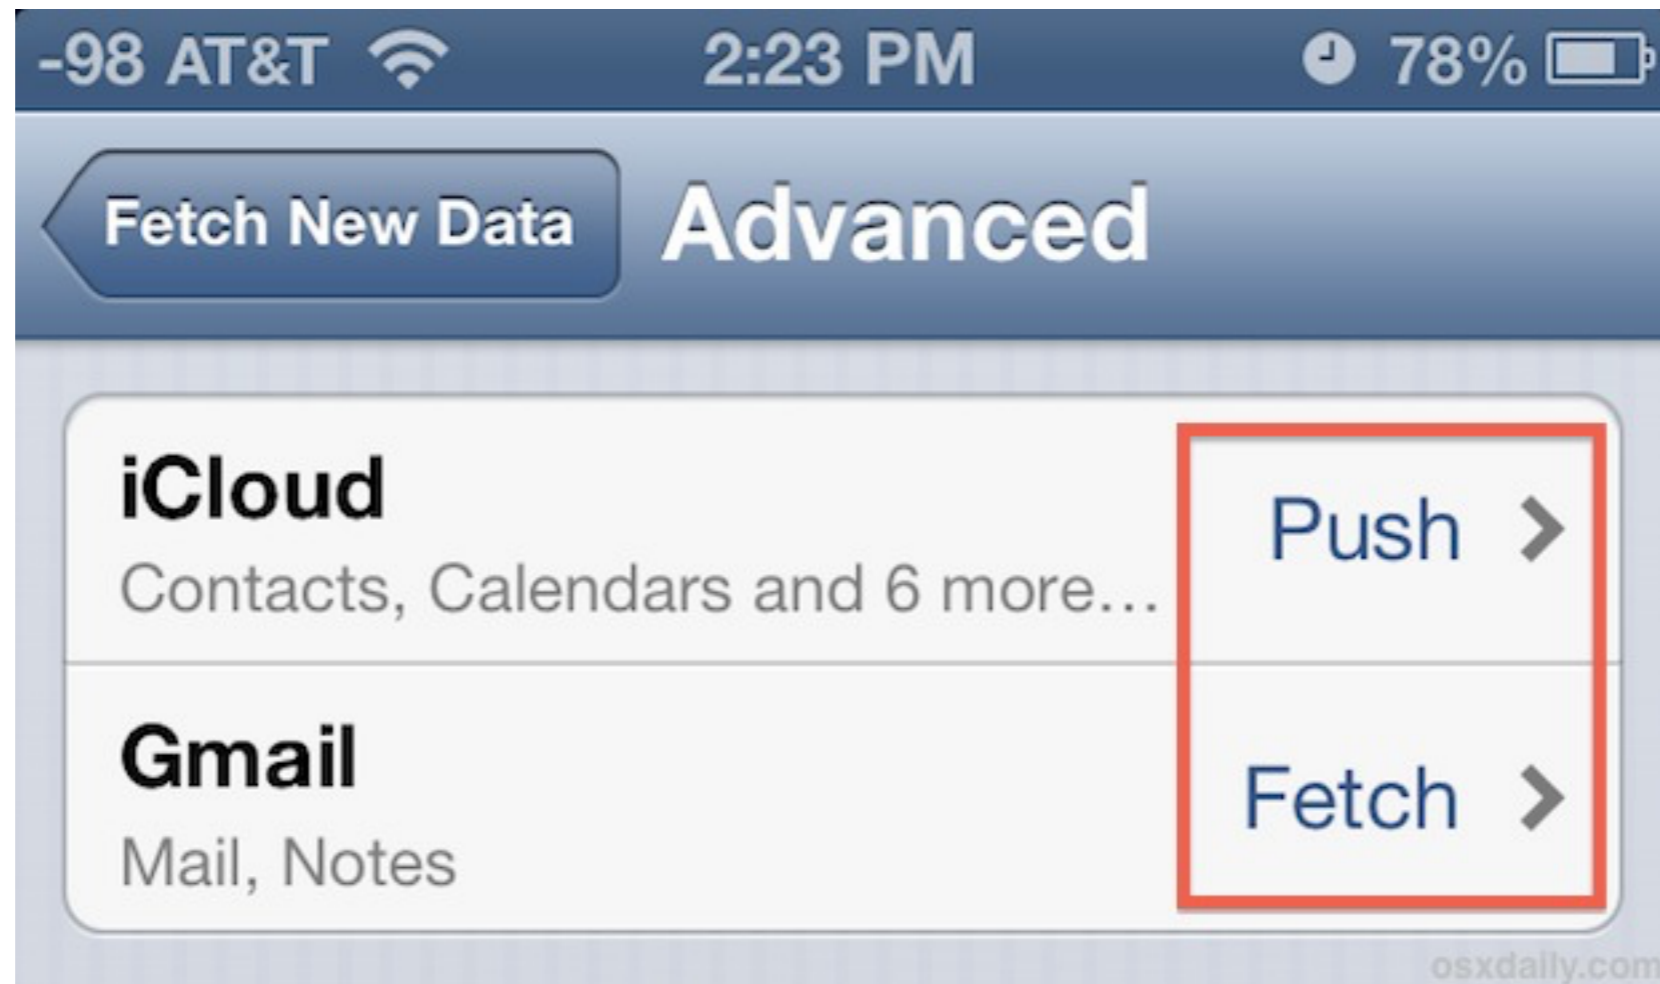 -98 AT&T 2:23 PM 78%
Fetch New Data Advanced
iCloud
Contacts, Calendars and 6 more...
Push
Gmail
Mail, Notes
Fetch
osxdaily.com